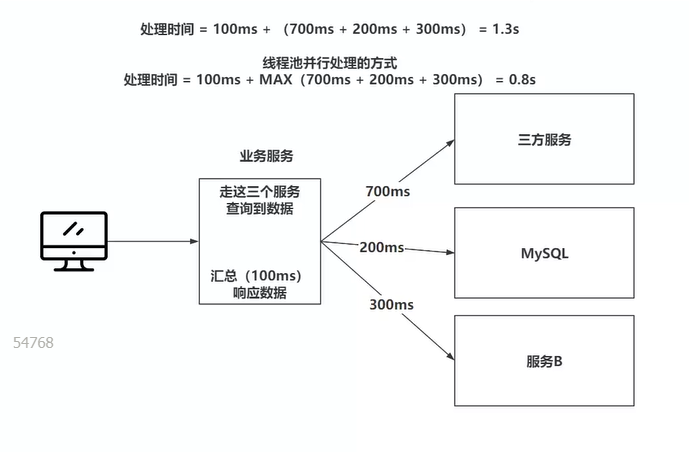 处理时间 = 100ms + （700ms + 200ms + 300ms） = 1.3s
线程池并行处理的方式
处理时间 = 100ms + MAX（700ms + 200ms + 300ms） = 0.8s
业务服务
走这三个服务
查询到数据
汇总（100ms）
响应数据
700ms
200ms
300ms
三方服务
MySQL
服务B
54768